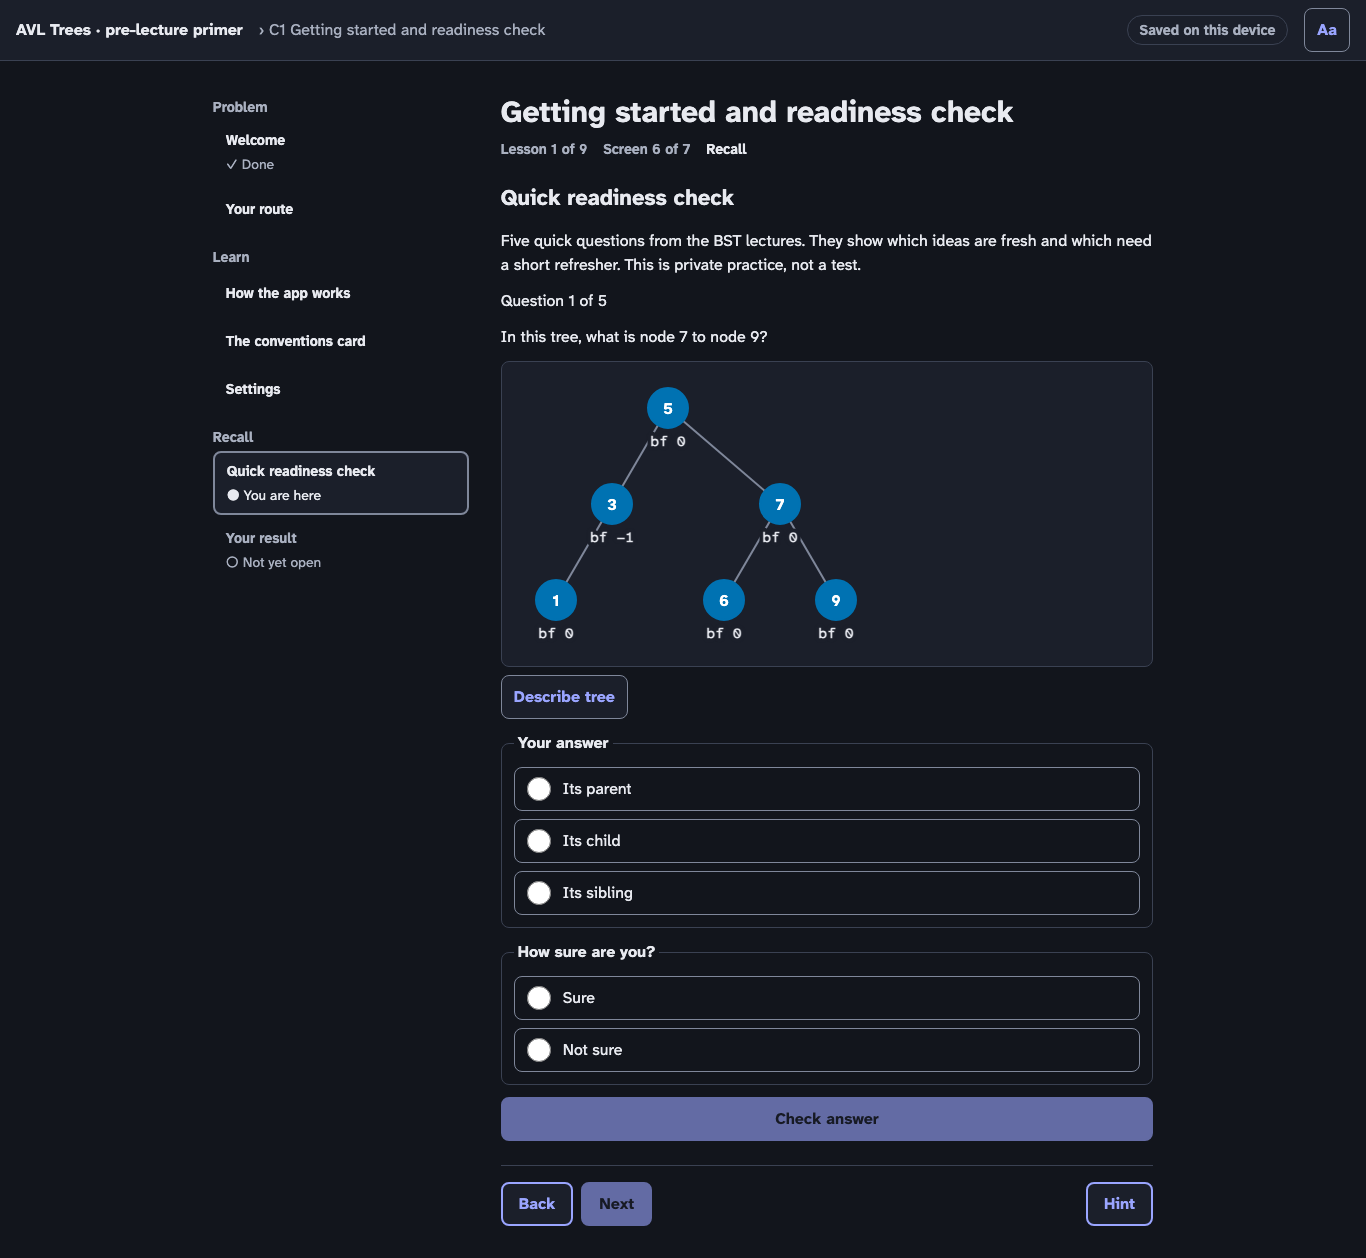 AVL Trees · pre-lecture primer › C1 Getting started and readiness check
Saved on this device
Aa
Problem
Welcome
✓ Done
Your route
Learn
How the app works
The conventions card
Settings
Recall
Quick readiness check
You are here
Your result
Not yet open
Getting started and readiness check
Lesson 1 of 9 Screen 6 of 7 Recall
Quick readiness check
Five quick questions from the BST lectures. They show which ideas are fresh and which need
a short refresher. This is private practice, not a test.
Question 1 of 5
In this tree, what is node 7 to node 9?
5
bf 0
3 7
bf −1 bf 0
1 6 9
bf 0 bf 0 bf 0
Describe tree
Your answer
Its parent
Its child
Its sibling
How sure are you?
Sure
Not sure
Check answer
Back Next Hint